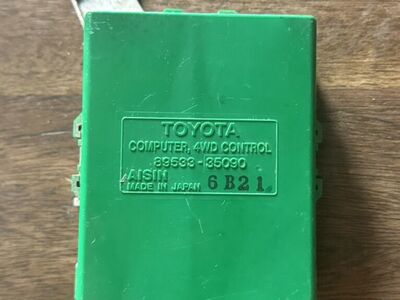 TOYOTA
COMPUTER, 4WD CONTROL
89533-35090
AISIN
MADE IN JAPAN 6B21